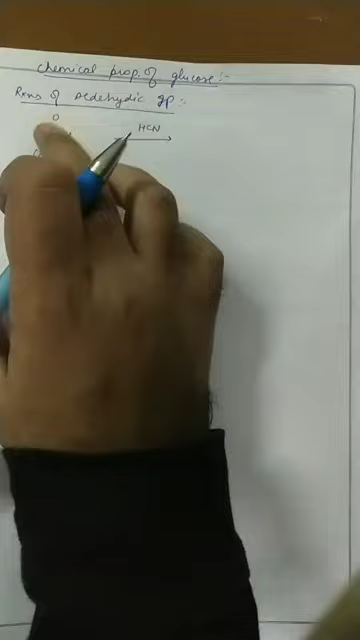 chemical prop. of glucose :-
Rxns of aldehydic gp :-
O
HCN